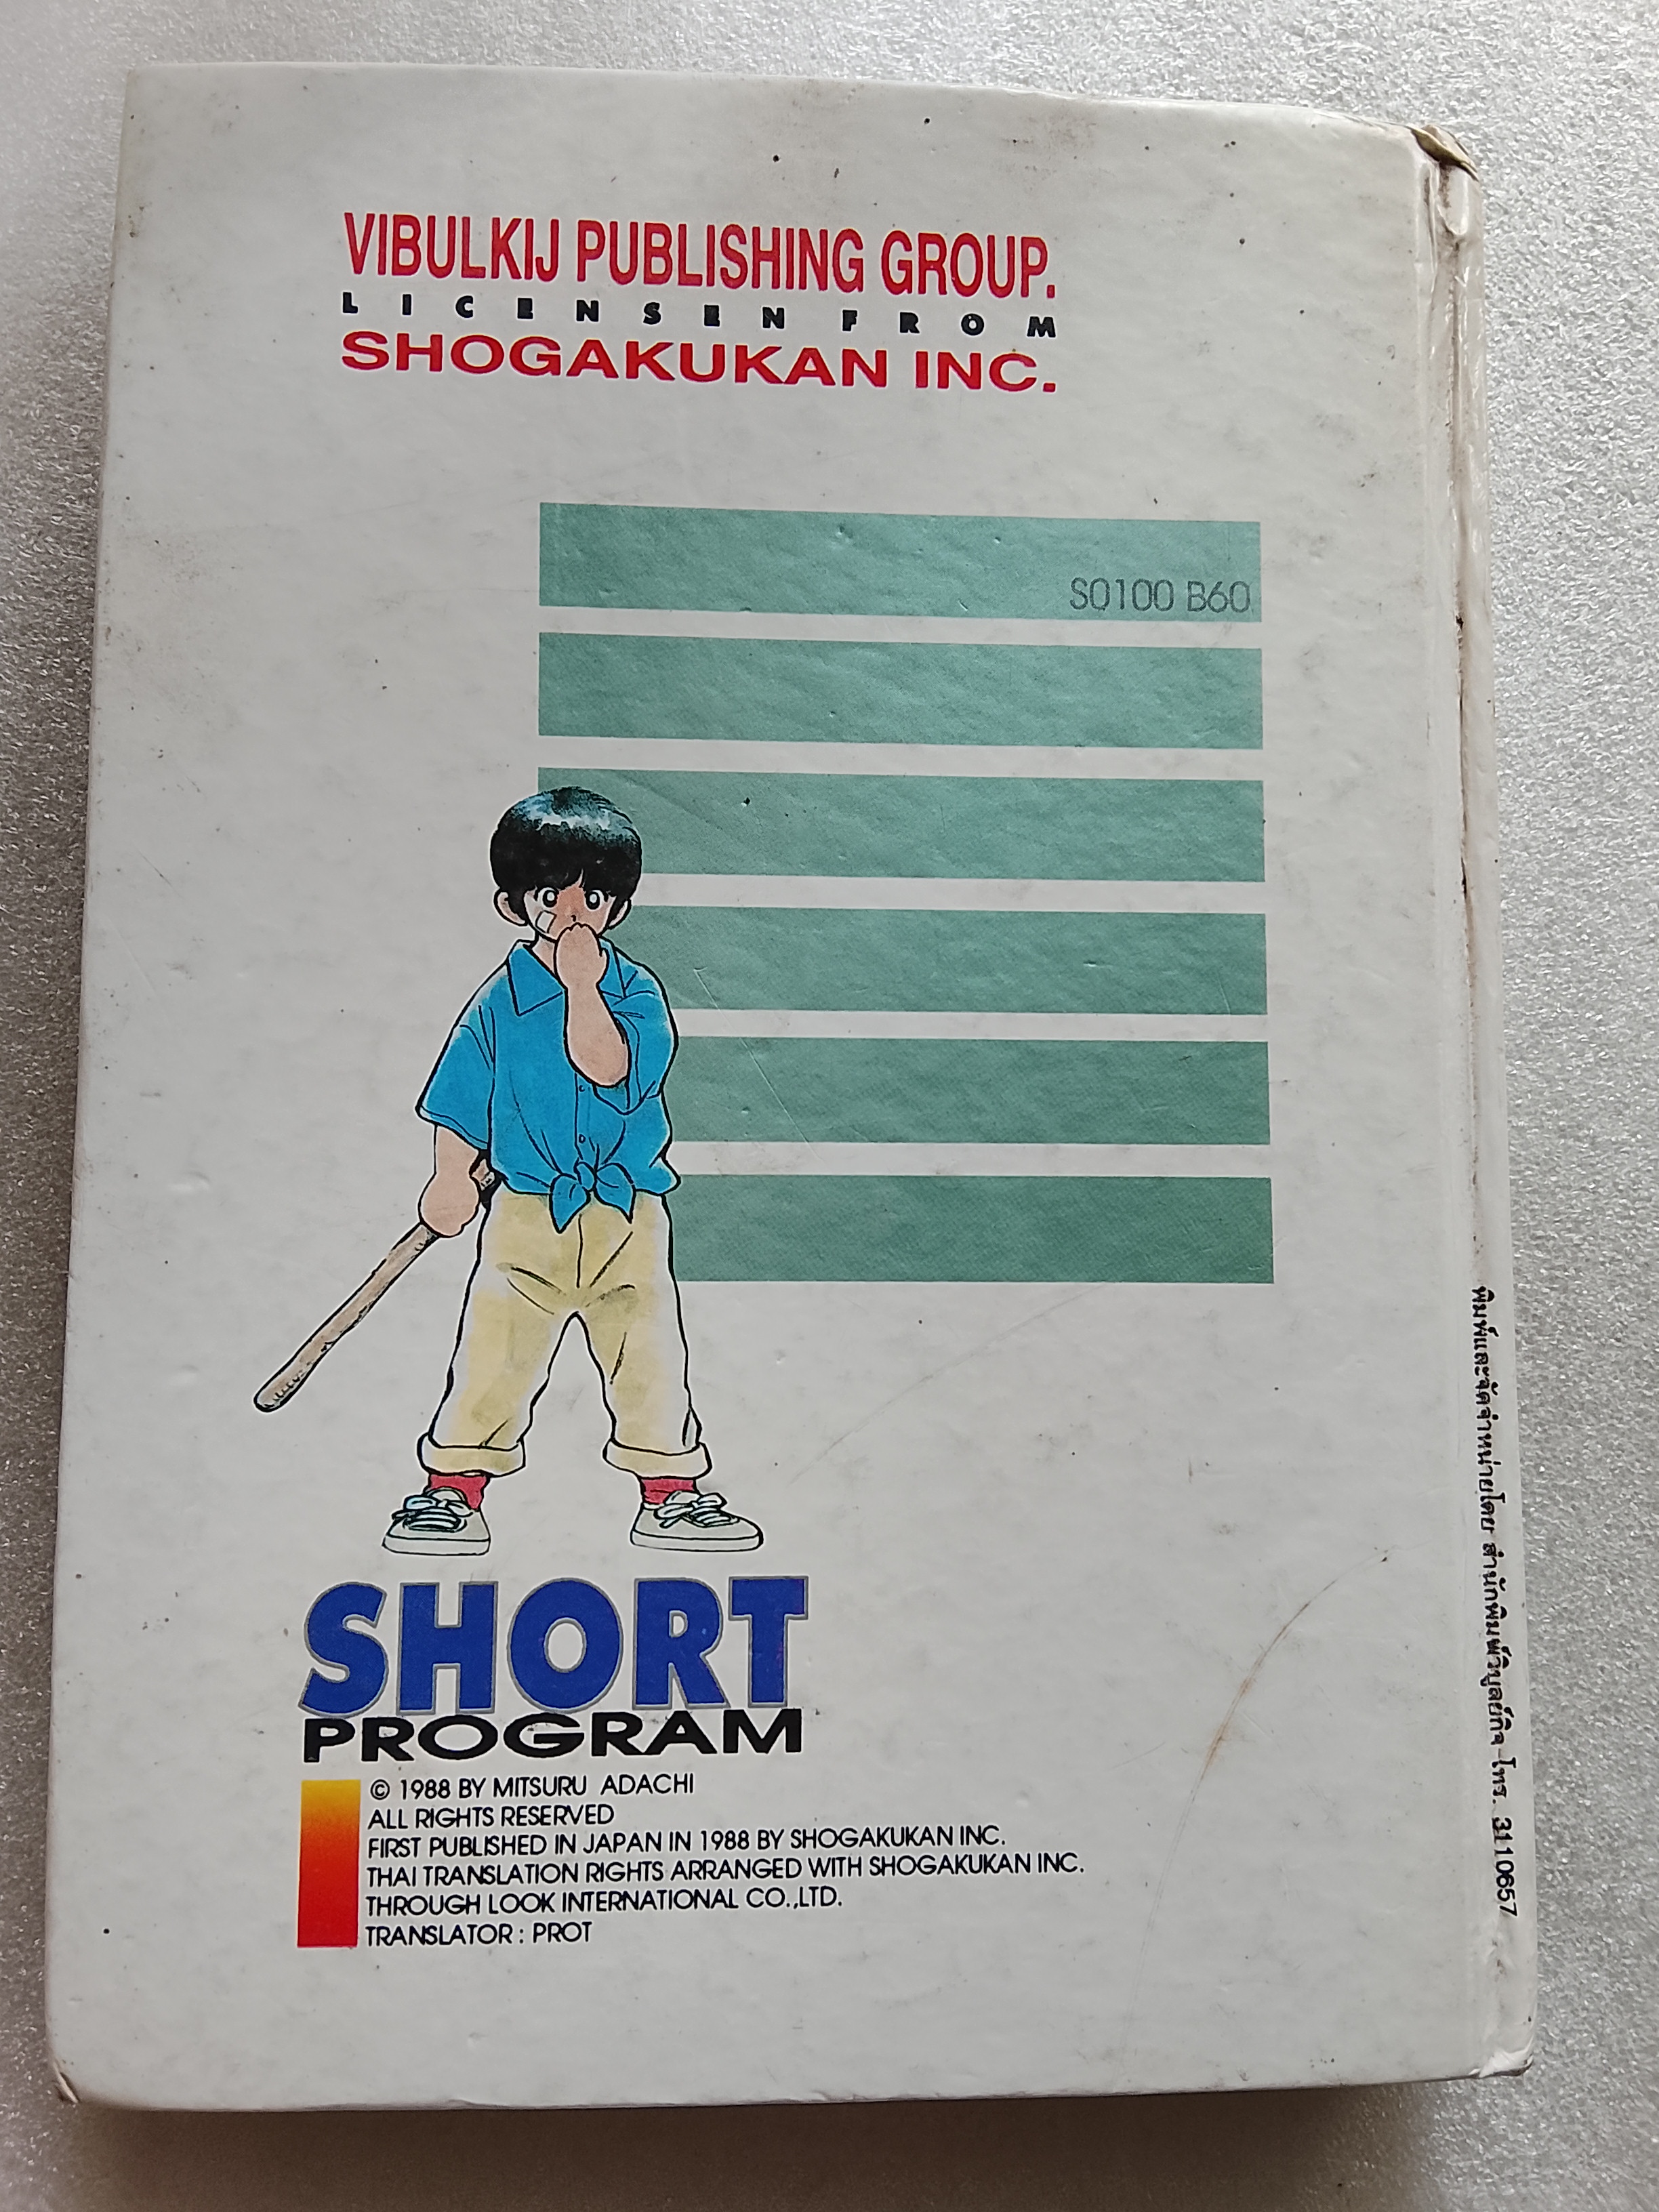 VIBULKIJ PUBLISHING GROUP.
LICENSEN FROM
SHOGAKUKAN INC.
S0100 B60
SHORT
PROGRAM
© 1988 BY MITSURU ADACHI
ALL RIGHTS RESERVED
FIRST PUBLISHED IN JAPAN IN 1988 BY SHOGAKUKAN INC.
THAI TRANSLATION RIGHTS ARRANGED WITH SHOGAKUKAN INC.
THROUGH LOOK INTERNATIONAL CO.,LTD.
TRANSLATOR : PROT
พิมพ์และจัดจำหน่ายโดย สำนักพิมพ์วิบูลย์กิจ โทร. 3110657